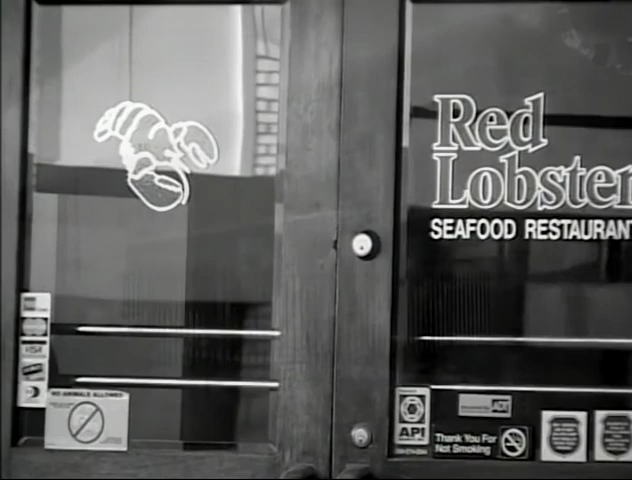 Red
Lobster
SEAFOOD RESTAURANT
VISA
NO ANIMALS ALLOWED
API
ADT
Thank You For
Not Smoking